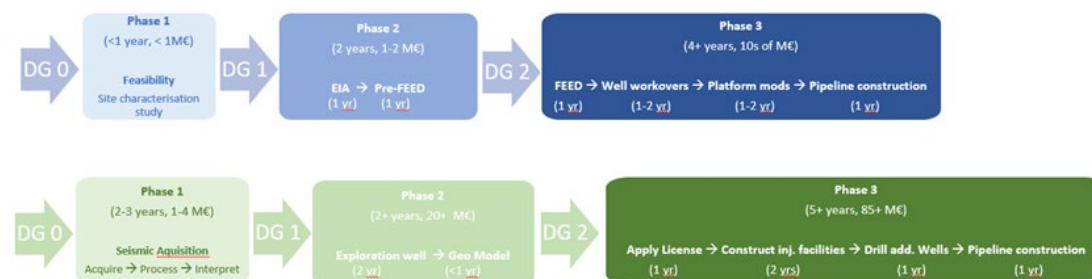 DG 0
Phase 1
(<1 year, < 1M€)
Feasibility
Site characterisation
study
DG 1
Phase 2
(2 years, 1-2 M€)
EIA → Pre-FEED
(1 yr) (1 yr)
DG 2
Phase 3
(4+ years, 10s of M€)
FEED → Well workovers → Platform mods → Pipeline construction
(1 yr) (1-2 yr) (1-2 yr) (1 yr)
DG 0
Phase 1
(2-3 years, 1-4 M€)
Seismic Aquisition
Acquire → Process → Interpret
DG 1
Phase 2
(2+ years, 20+ M€)
Exploration well → Geo Model
(2 yr) (<1 yr)
DG 2
Phase 3
(5+ years, 85+ M€)
Apply License → Construct inj. facilities → Drill add. Wells → Pipeline construction
(1 yr) (2 yrs) (1 yr) (1 yr)